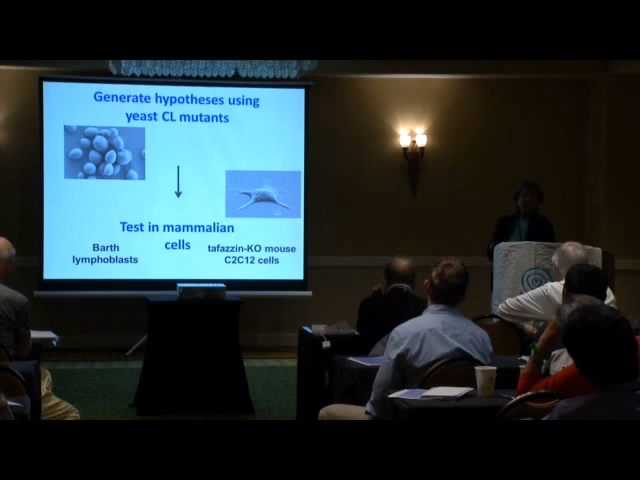 Generate hypotheses using
yeast CL mutants
Test in mammalian
cells
Barth
lymphoblasts
tafazzin-KO mouse
C2C12 cells